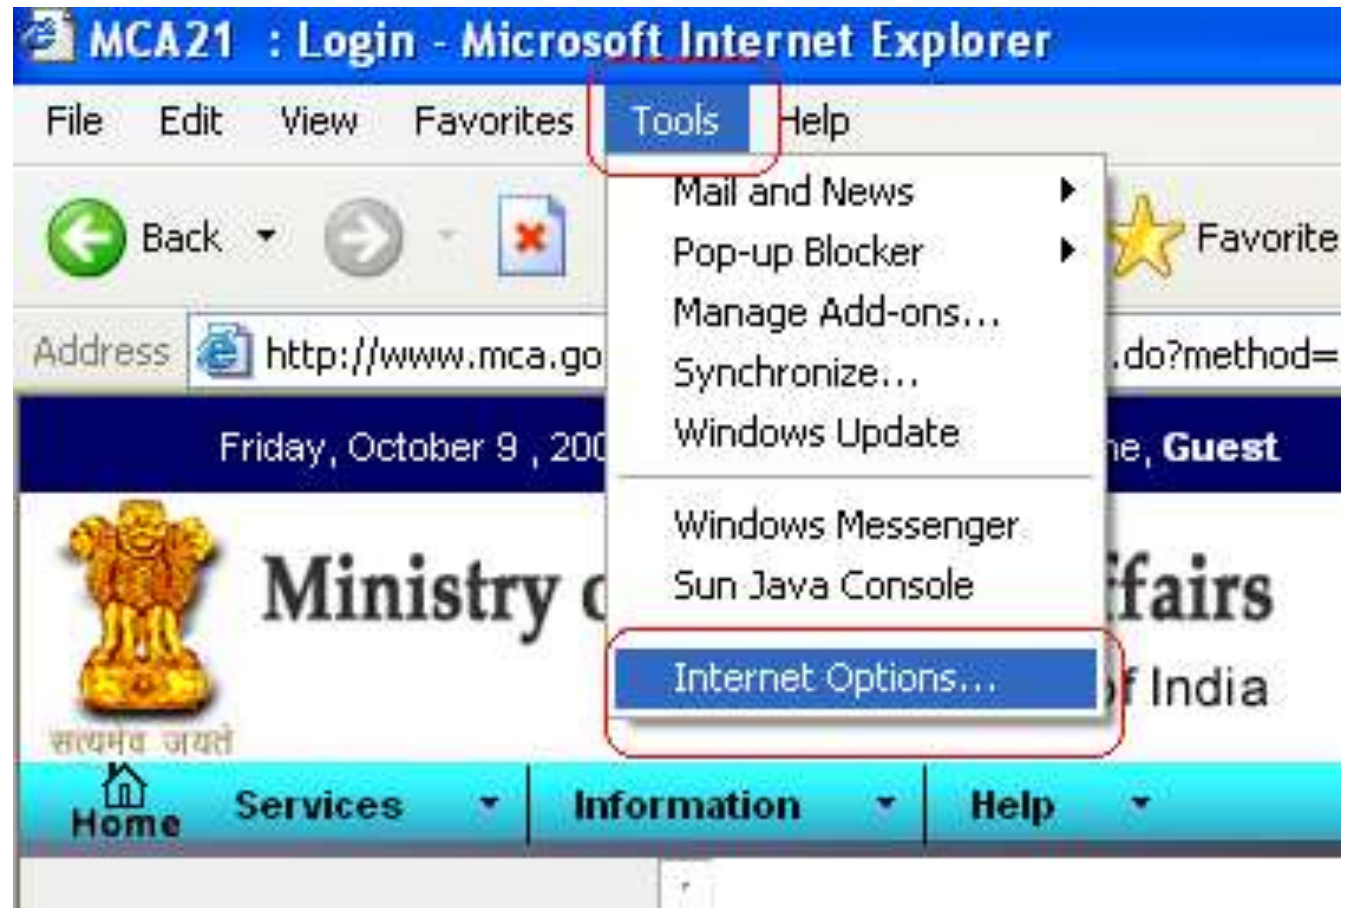 MCA21 : Login - Microsoft Internet Explorer
File Edit View Favorites Tools Help
Mail and News
Back
Pop-up Blocker
Favorite
Manage Add-ons...
Address http://www.mca.go .do?method=
Synchronize...
Windows Update
Friday, October 9 , 200 ne, Guest
Windows Messenger
Ministry ffairs
Sun Java Console
Internet Options...
of India
सत्यमेव जयते
Home Services Information Help